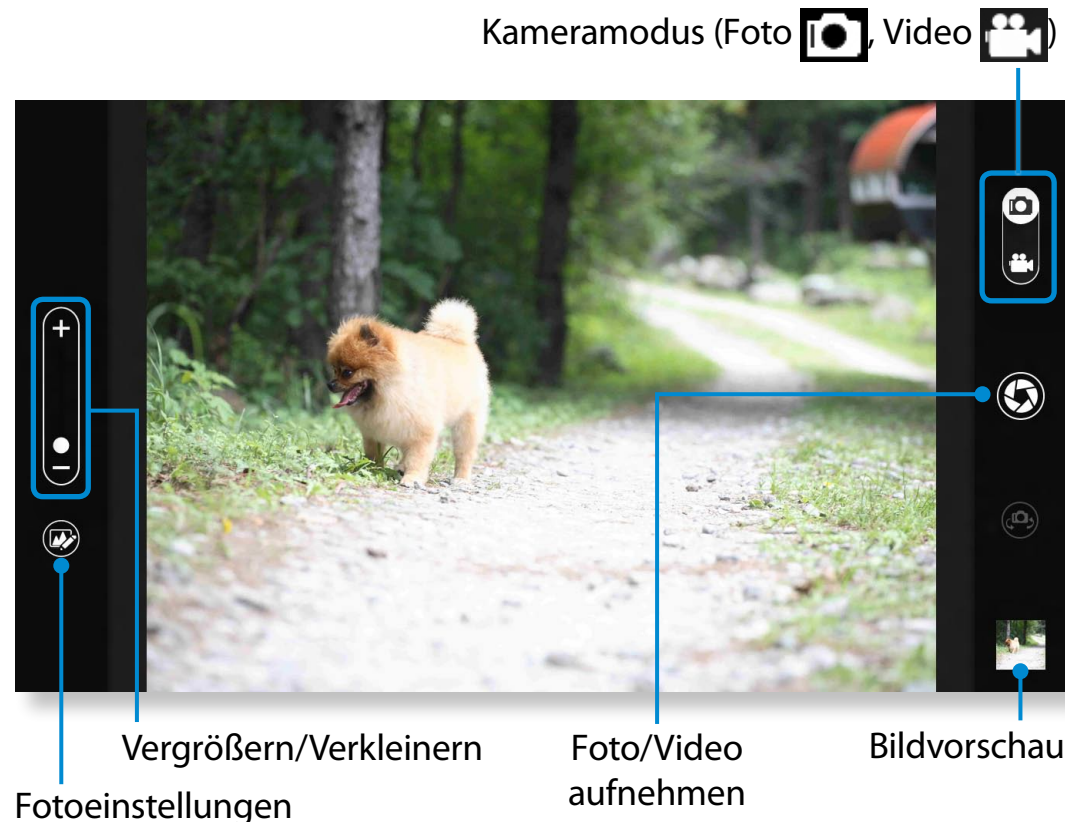 Kameramodus (Foto , Video )
Vergrößern/Verkleinern
Foto/Video
aufnehmen
Bildvorschau
Fotoeinstellungen